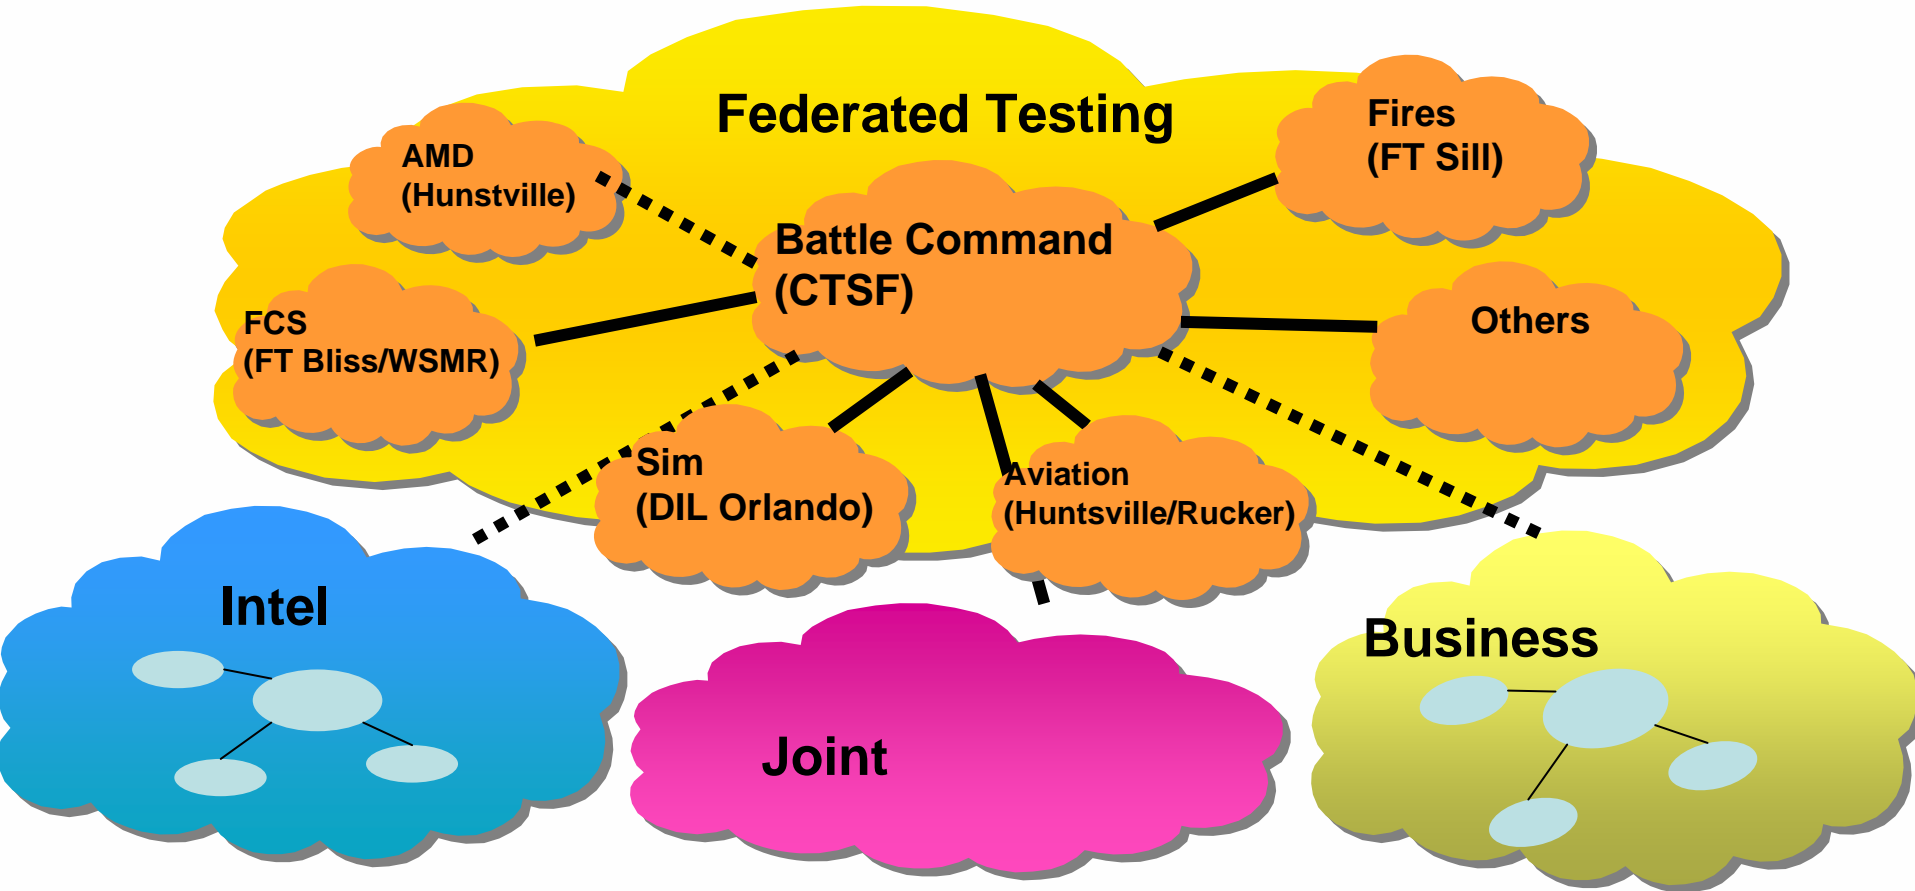 Federated Testing
AMD
(Hunstville)
Fires
(FT Sill)
Battle Command
(CTSF)
FCS
(FT Bliss/WSMR)
Others
Sim
(DIL Orlando)
Aviation
(Huntsville/Rucker)
Intel
Joint
Business